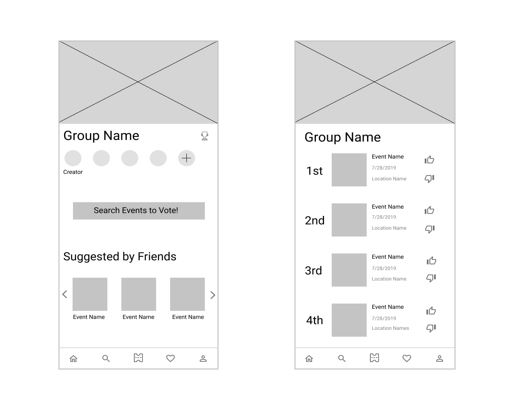 Group Name
Creator
Search Events to Vote!
Suggested by Friends
Event Name
Event Name
Event Name
Group Name
1st
Event Name
7/28/2019
Location Name
2nd
Event Name
7/28/2019
Location Name
3rd
Event Name
7/28/2019
Location Name
4th
Event Name
7/28/2019
Location Names